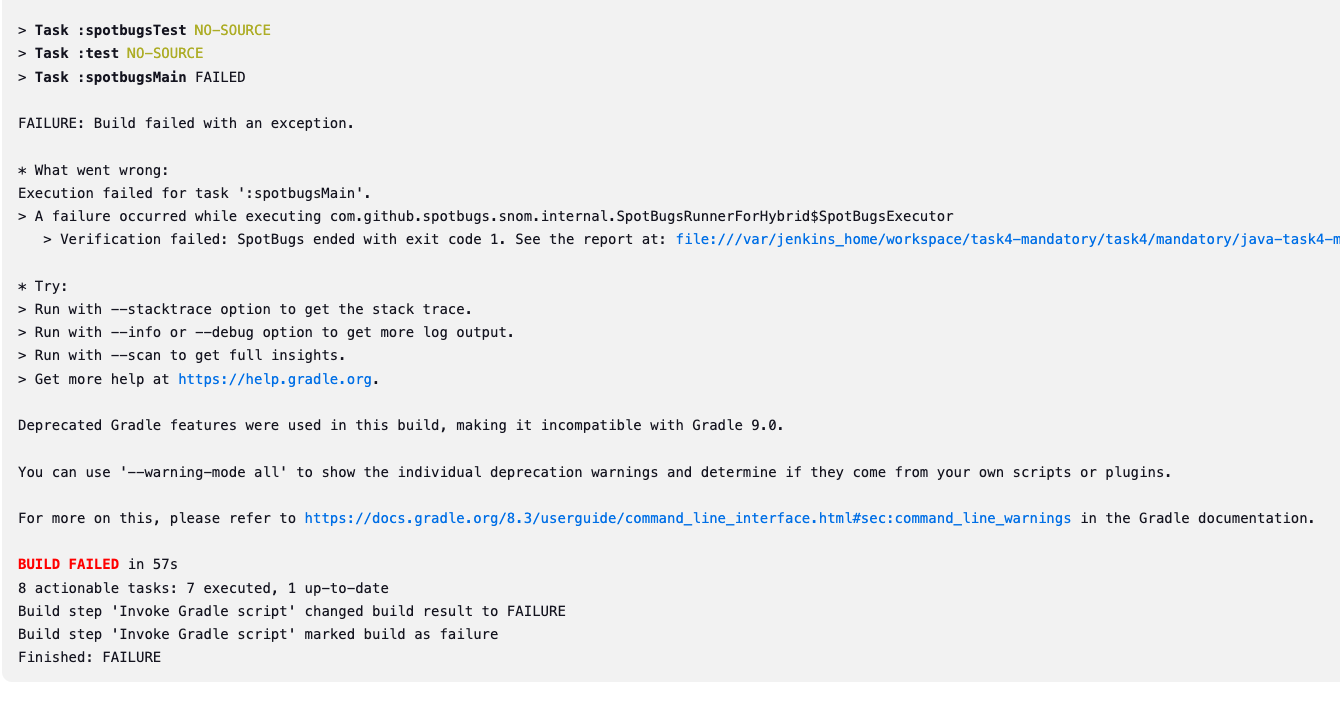 > Task :spotbugsTest NO-SOURCE
> Task :test NO-SOURCE
> Task :spotbugsMain FAILED
FAILURE: Build failed with an exception.
* What went wrong:
Execution failed for task ':spotbugsMain'.
> A failure occurred while executing com.github.spotbugs.snom.internal.SpotBugsRunnerForHybrid$SpotBugsExecutor
> Verification failed: SpotBugs ended with exit code 1. See the report at: file:///var/jenkins_home/workspace/task4-mandatory/task4/mandatory/java-task4-m
* Try:
> Run with --stacktrace option to get the stack trace.
> Run with --info or --debug option to get more log output.
> Run with --scan to get full insights.
> Get more help at https://help.gradle.org.
Deprecated Gradle features were used in this build, making it incompatible with Gradle 9.0.
You can use '--warning-mode all' to show the individual deprecation warnings and determine if they come from your own scripts or plugins.
For more on this, please refer to https://docs.gradle.org/8.3/userguide/command_line_interface.html#sec:command_line_warnings in the Gradle documentation.
BUILD FAILED in 57s
8 actionable tasks: 7 executed, 1 up-to-date
Build step 'Invoke Gradle script' changed build result to FAILURE
Build step 'Invoke Gradle script' marked build as failure
Finished: FAILURE